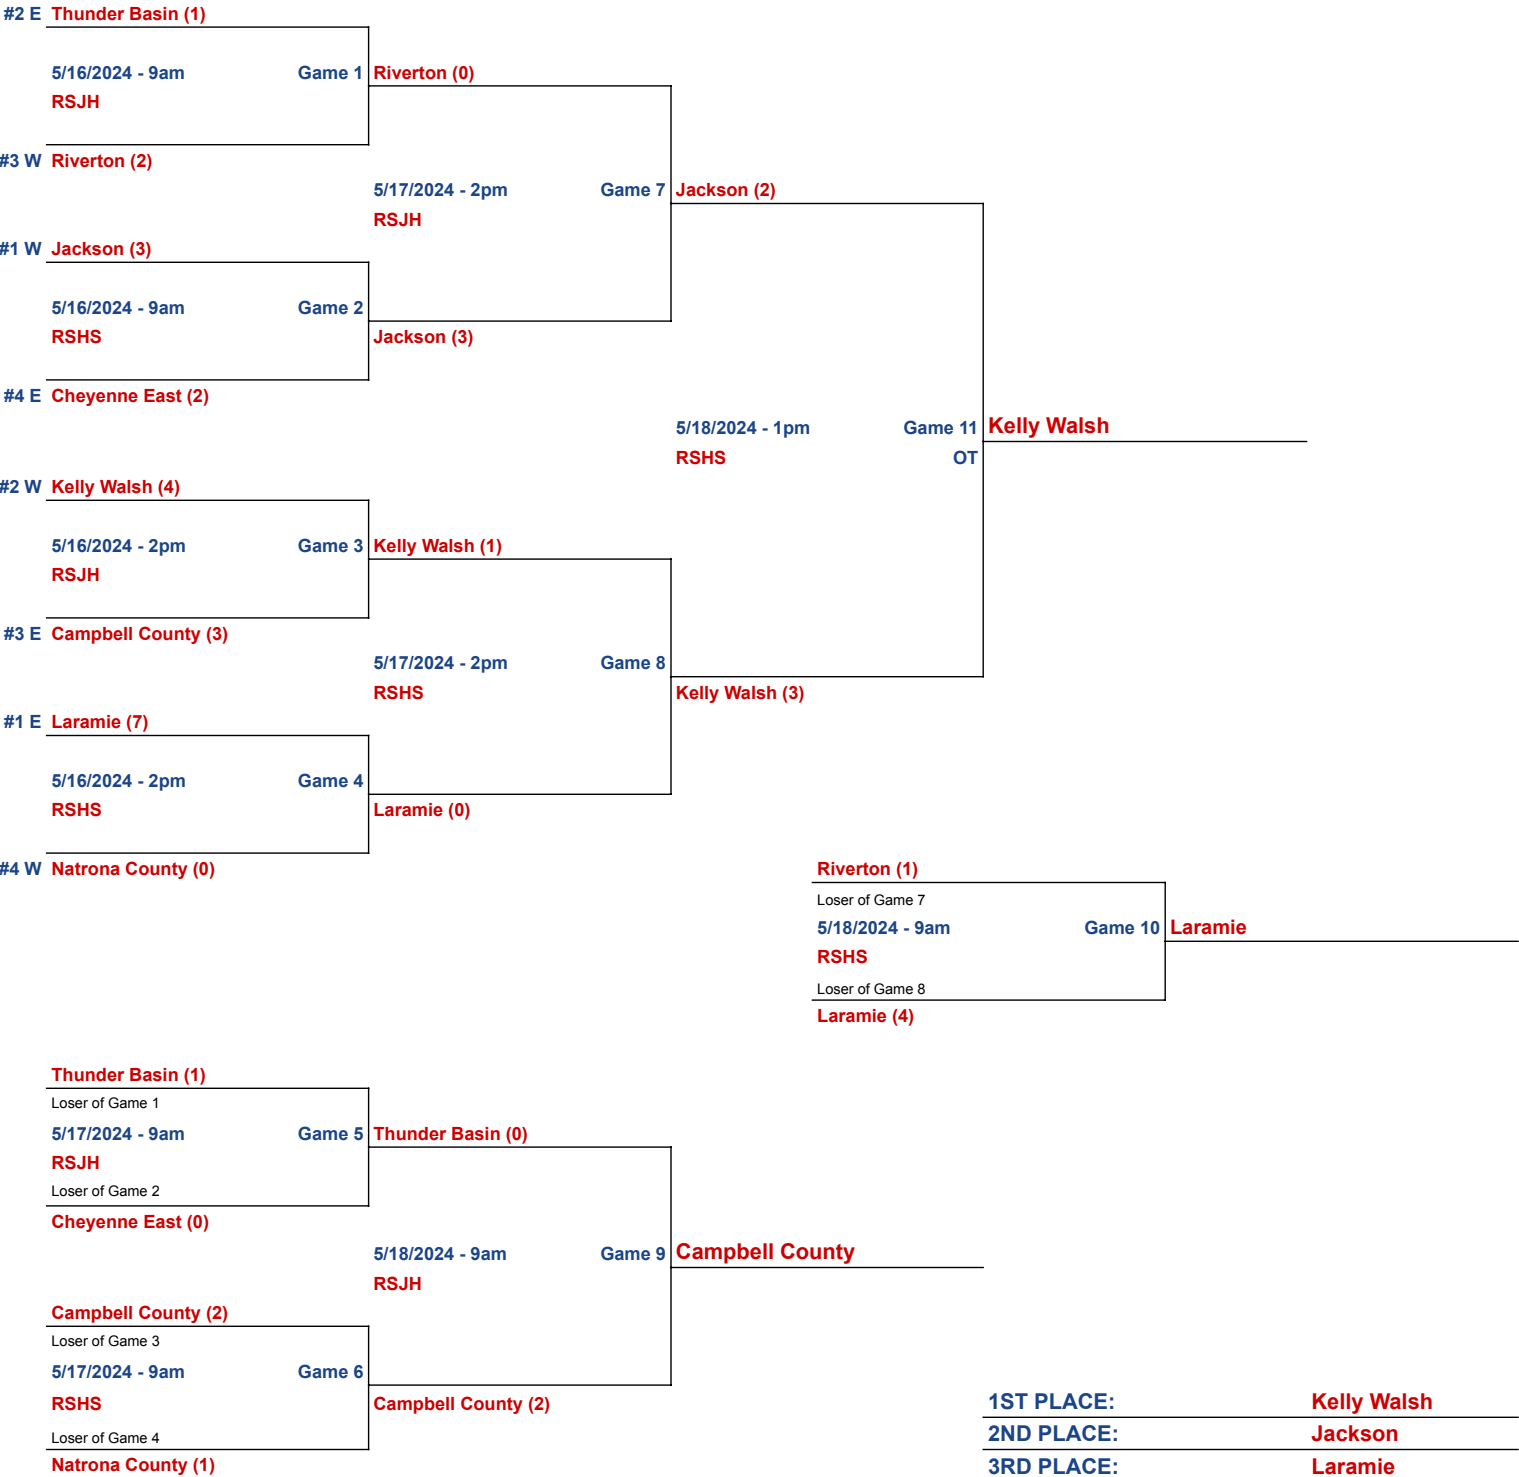 #2 E Thunder Basin (1)
5/16/2024 - 9am Game 1 Riverton (0)
RSJH
#3 W Riverton (2)
5/17/2024 - 2pm Game 7 Jackson (2)
RSJH
#1 W Jackson (3)
5/16/2024 - 9am Game 2
RSHS Jackson (3)
#4 E Cheyenne East (2)
5/18/2024 - 1pm Game 11 Kelly Walsh
RSHS OT
#2 W Kelly Walsh (4)
5/16/2024 - 2pm Game 3 Kelly Walsh (1)
RSJH
#3 E Campbell County (3)
5/17/2024 - 2pm Game 8
RSHS Kelly Walsh (3)
#1 E Laramie (7)
5/16/2024 - 2pm Game 4
RSHS Laramie (0)
#4 W Natrona County (0) Riverton (1)
Loser of Game 7
5/18/2024 - 9am Game 10 Laramie
RSHS
Loser of Game 8
Laramie (4)
Thunder Basin (1)
Loser of Game 1
5/17/2024 - 9am Game 5 Thunder Basin (0)
RSJH
Loser of Game 2
Cheyenne East (0)
5/18/2024 - 9am Game 9 Campbell County
RSJH
Campbell County (2)
Loser of Game 3
5/17/2024 - 9am Game 6
RSHS Campbell County (2) 1ST PLACE: Kelly Walsh
Loser of Game 4 2ND PLACE: Jackson
Natrona County (1) 3RD PLACE: Laramie